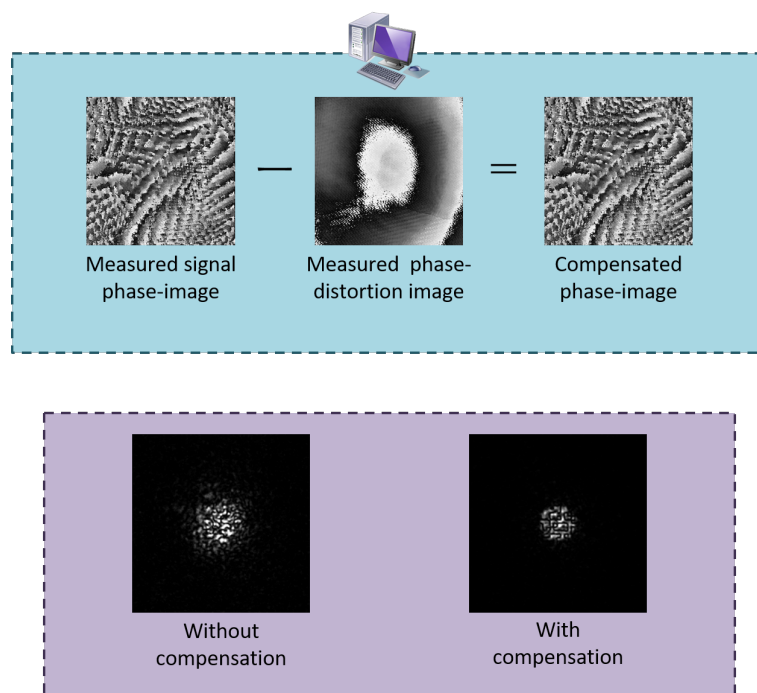 Measured signal
phase-image
Measured phase-
distortion image
Compensated
phase-image
Without
compensation
With
compensation